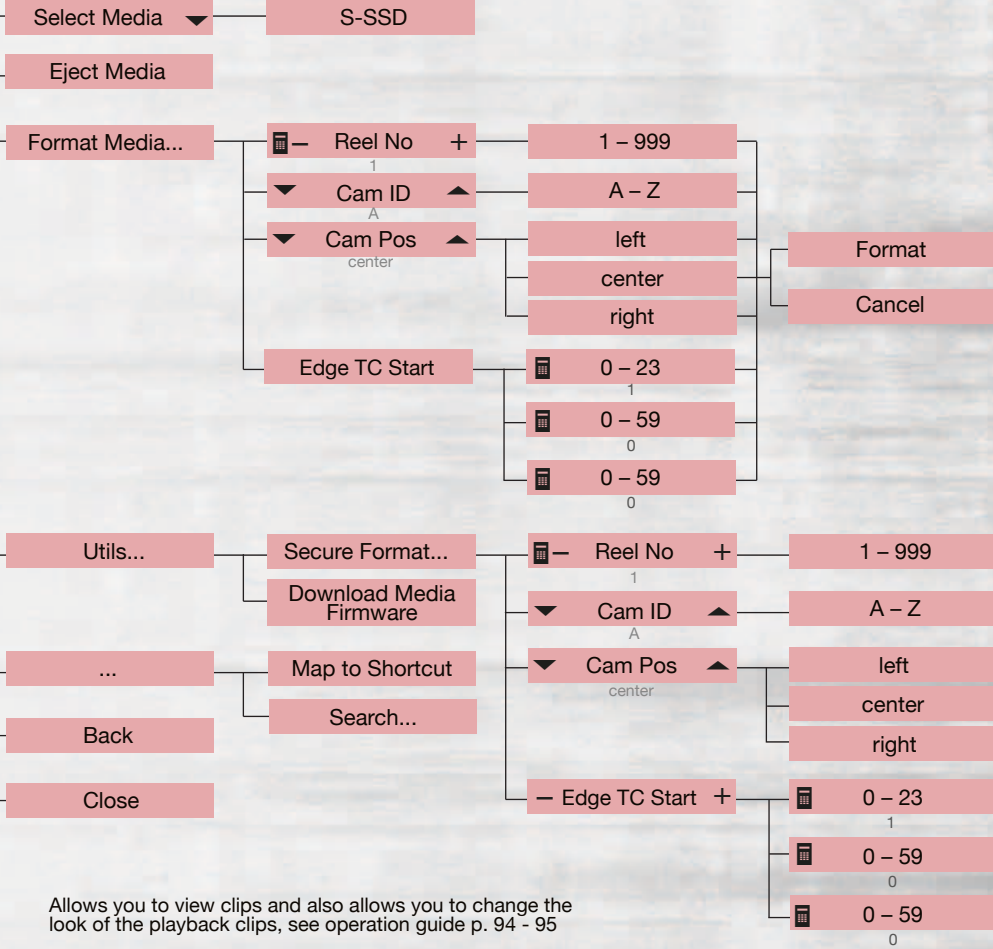 Select Media
S-SSD
Eject Media
Format Media...
– Reel No +
1
1 – 999
Cam ID
A
A – Z
Cam Pos
center
left
center
right
Format
Cancel
Edge TC Start
0 – 23
1
0 – 59
0
0 – 59
0
Utils...
Secure Format...
Download Media
Firmware
– Reel No +
1
1 – 999
Cam ID
A
A – Z
Cam Pos
center
left
center
right
...
Map to Shortcut
Search...
Back
Close
– Edge TC Start +
0 – 23
1
0 – 59
0
0 – 59
0
Allows you to view clips and also allows you to change the
look of the playback clips, see operation guide p. 94 - 95